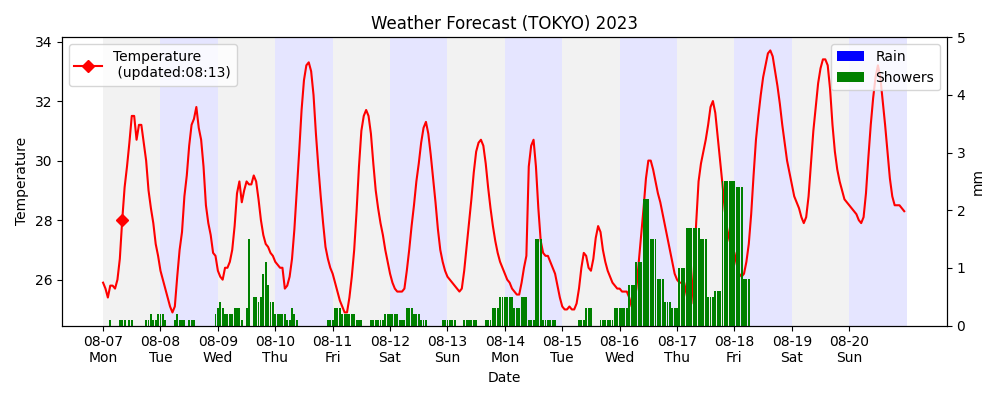 Weather Forecast (TOKYO) 2023
Temperature
(updated:08:13)
Rain
Showers
34
32
30
28
26
Temperature
5
4
3
2
1
0
mm
08-07 08-08 08-09 08-10 08-11 08-12 08-13 08-14 08-15 08-16 08-17 08-18 08-19 08-20
Mon Tue Wed Thu Fri Sat Sun Mon Tue Wed Thu Fri Sat Sun
Date